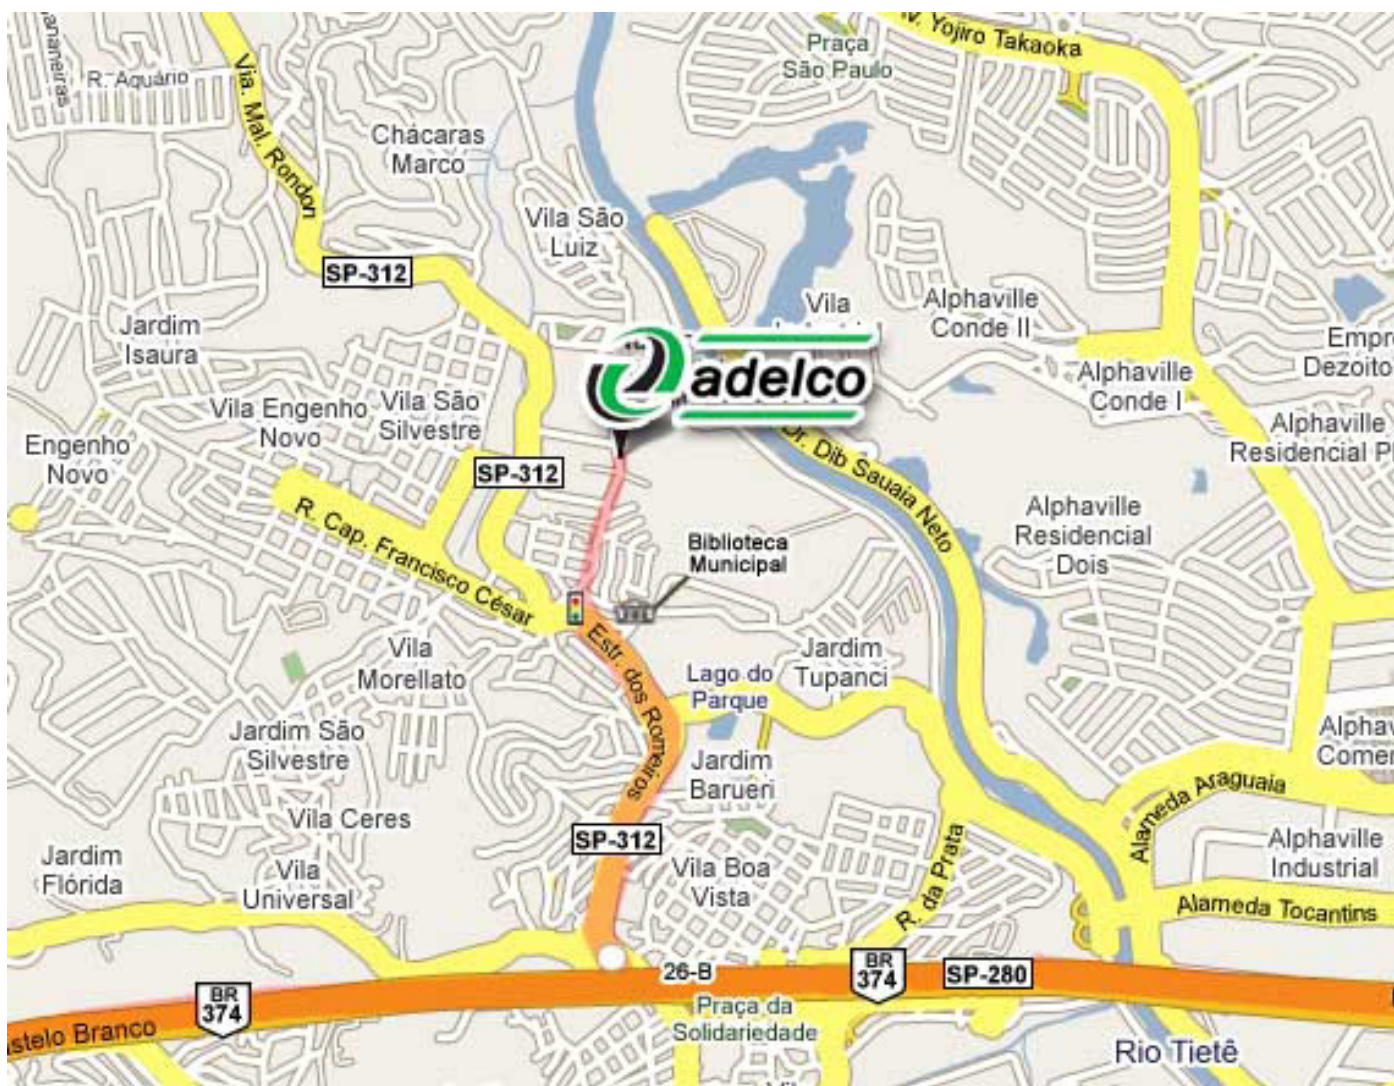 Av. Yojiro Takaoka
Praça
São Paulo
R. Aquário
Via. Mal. Rondon
Chácaras
Marco
Vila São
Luiz
SP-312
Vila
Alphaville
Conde II
Jardim
Isaura
Empre
Dezoito
adelco
Alphaville
Conde I
Vila Engenho
Novo
Vila São
Silvestre
Alphaville
Residencial Pl
Engenho
Novo
SP-312
Dr. Dib Sauaia Neto
R. Cap. Francisco César
Alphaville
Residencial
Dois
Biblioteca
Municipal
Estr. dos Romeiros
Vila
Morellato
Jardim
Tupanci
Lago do
Parque
Jardim São
Silvestre
Jardim
Barueri
Alphav
Comer
Alameda Araguaia
Vila Ceres
SP-312
Jardim
Flórida
Vila
Universal
Vila Boa
Vista
R. da Prata
Alphaville
Industrial
Alameda Tocantins
26-B
BR
374
SP-280
BR
374
Praça da
Solidariedade
stelo Branco
Rio Tietê